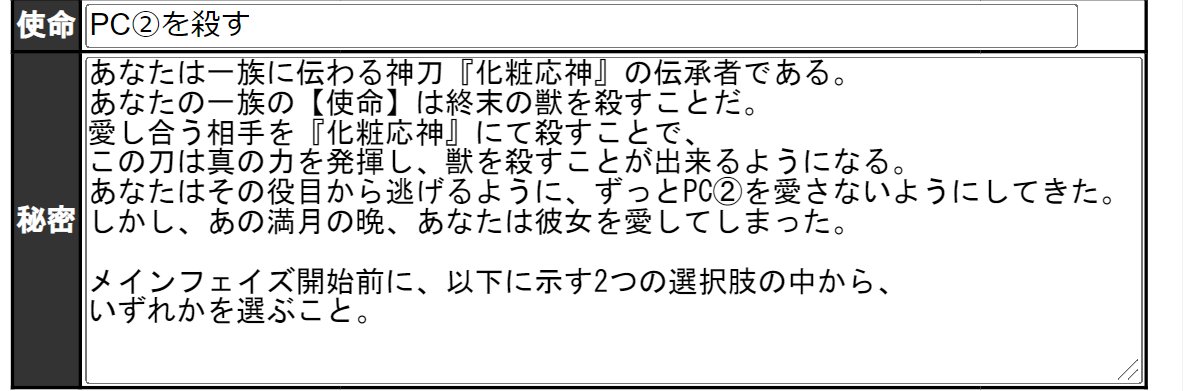 使命
PC②を殺す
秘密
あなたは一族に伝わる神刀『化粧応神』の伝承者である。
あなたの一族の【使命】は終末の獣を殺すことだ。
愛し合う相手を『化粧応神』にて殺すことで、
この刀は真の力を発揮し、獣を殺すことが出来るようになる。
あなたはその役目から逃げるように、ずっとPC②を愛さないようにしてきた。
しかし、あの満月の晩、あなたは彼女を愛してしまった。
メインフェイズ開始前に、以下に示す2つの選択肢の中から、
いずれかを選ぶこと。